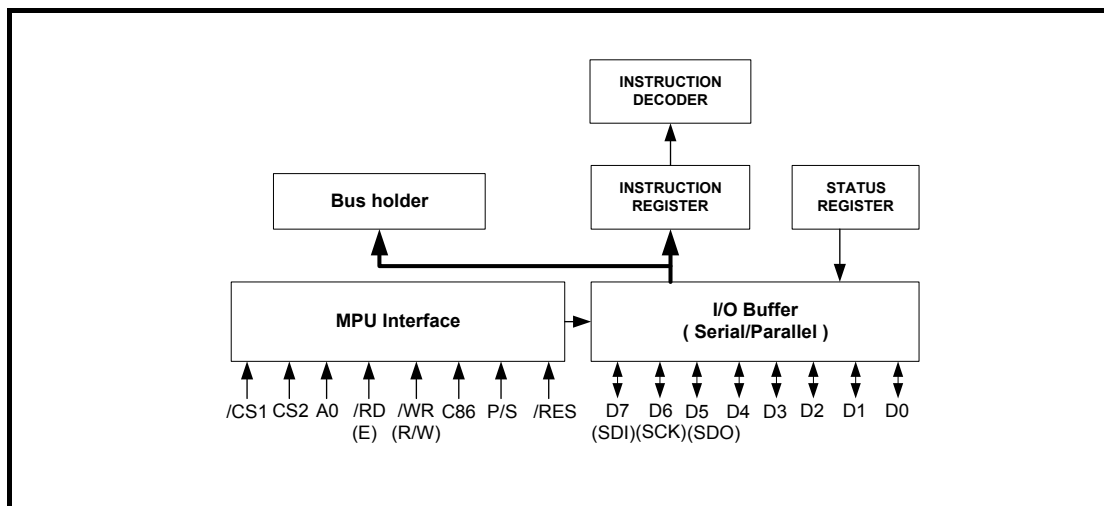 INSTRUCTION
DECODER
Bus holder
INSTRUCTION
REGISTER
STATUS
REGISTER
MPU Interface
I/O Buffer
( Serial/Parallel )
/CS1 CS2 A0 /RD /WR C86 P/S /RES D7 D6 D5 D4 D3 D2 D1 D0
(E) (R/W) (SDI) (SCK) (SDO)